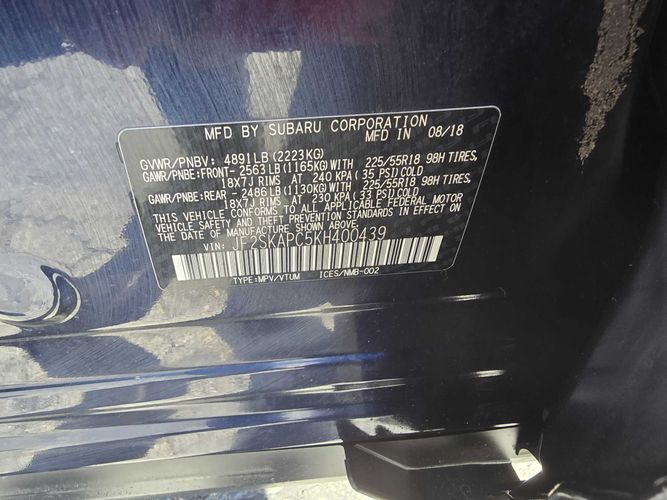 MFD BY SUBARU CORPORATION
MFD IN 08/18
GVWR/PNBV: 4891LB(2223KG)
GAWR/PNBE:FRONT-2563LB(1165KG)WITH 225/55R18 98H TIRES,
18X7J RIMS AT 240 KPA(35 PSI)COLD
GAWR/PNBE:REAR -2486LB(1130KG)WITH 225/55R18 98H TIRES,
18X7J RIMS AT 230 KPA(33 PSI)COLD
THIS VEHICLE CONFORMS TO ALL APPLICABLE FEDERAL MOTOR
VEHICLE SAFETY AND THEFT PREVENTION STANDARDS IN EFFECT ON
THE DATE OF MANUFACTURE SHOWN ABOVE.
VIN: JF2SKAPC5KH400439
TYPE:MPV/VTUM ICES/NMB-002